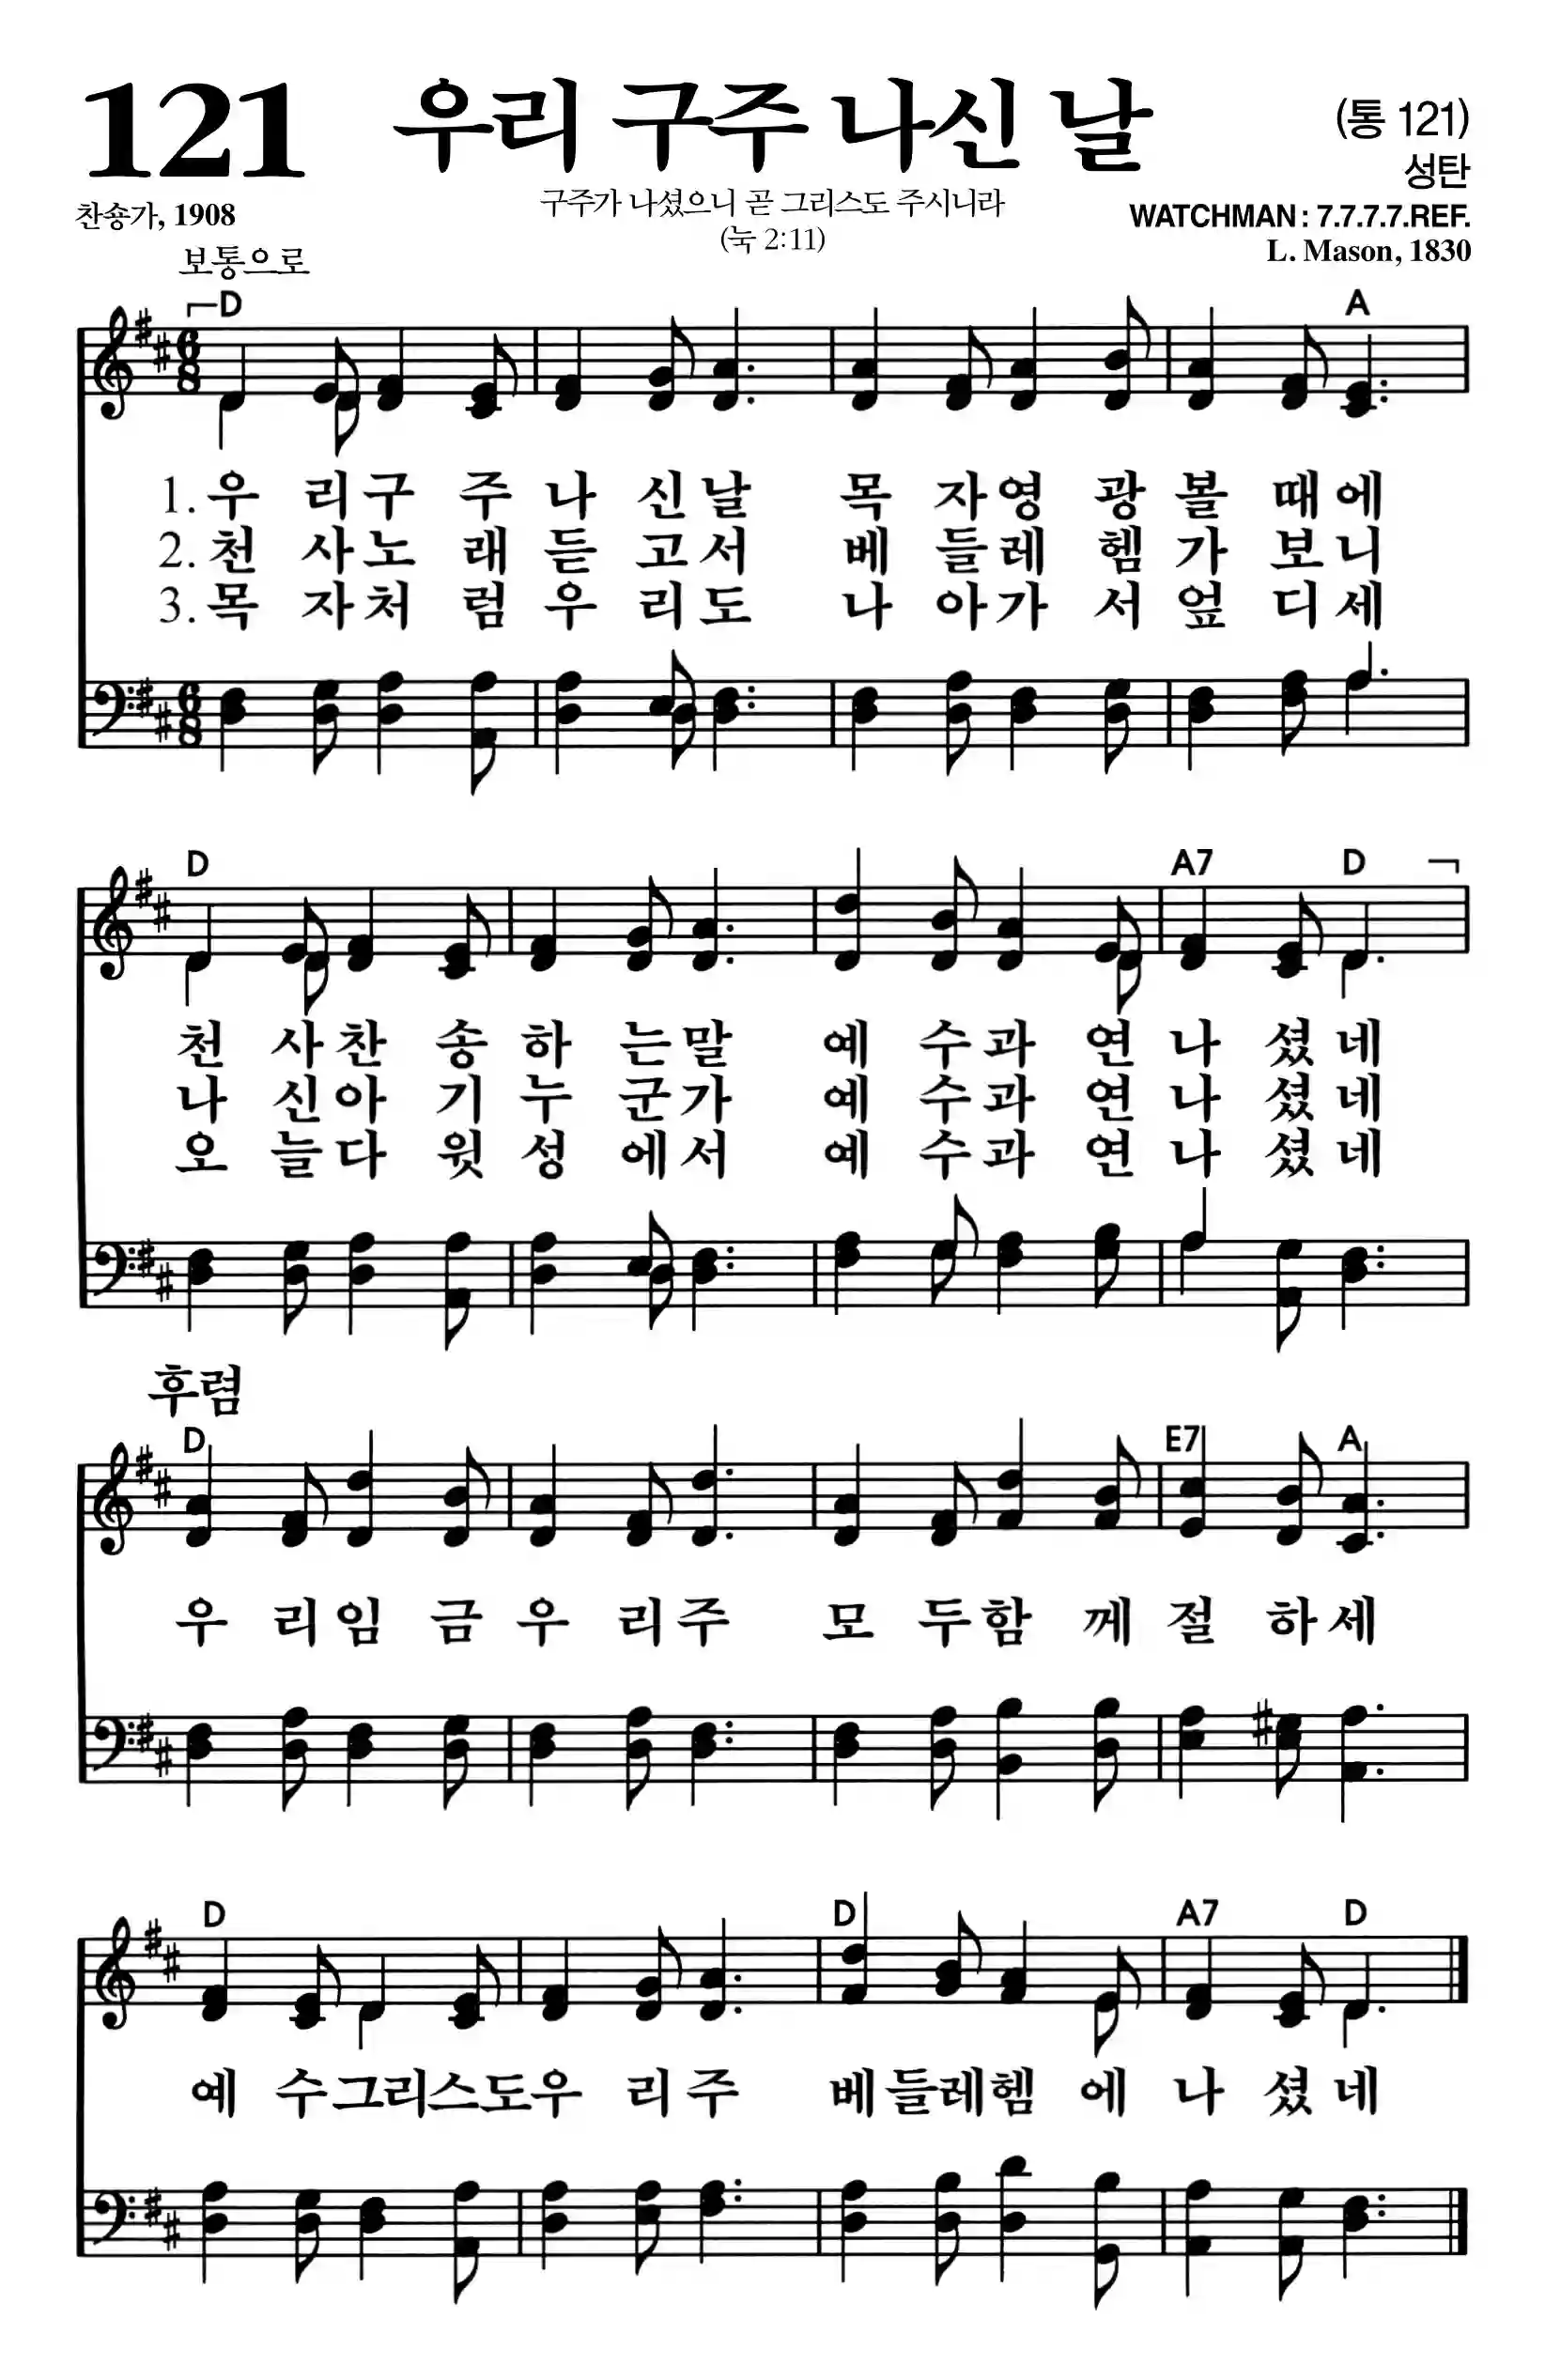 121 우리 구주 나신 날 (통 121)
성탄
찬숑가, 1908 구주가 나셨으니 곧 그리스도 주시니라 WATCHMAN : 7.7.7.7.REF.
(눅 2:11) L. Mason, 1830
보통으로
D A
1. 우 리구 주 나 신날 목 자영 광 볼 때에
2. 천 사노 래 듣 고서 베 들레 헴 가 보니
3. 목 자처 럼 우 리도 나 아가 서 엎 디세
D A7 D
천 사찬 송 하 는말 예 수과 연 나 셨네
나 신아 기 누 군가 예 수과 연 나 셨네
오 늘다 윗 성 에서 예 수과 연 나 셨네
후렴
D E7 A
우 리임 금 우 리주 모 두함 께 절 하세
D D A7 D
예 수그리스도우 리 주 베들레헴 에 나 셨네